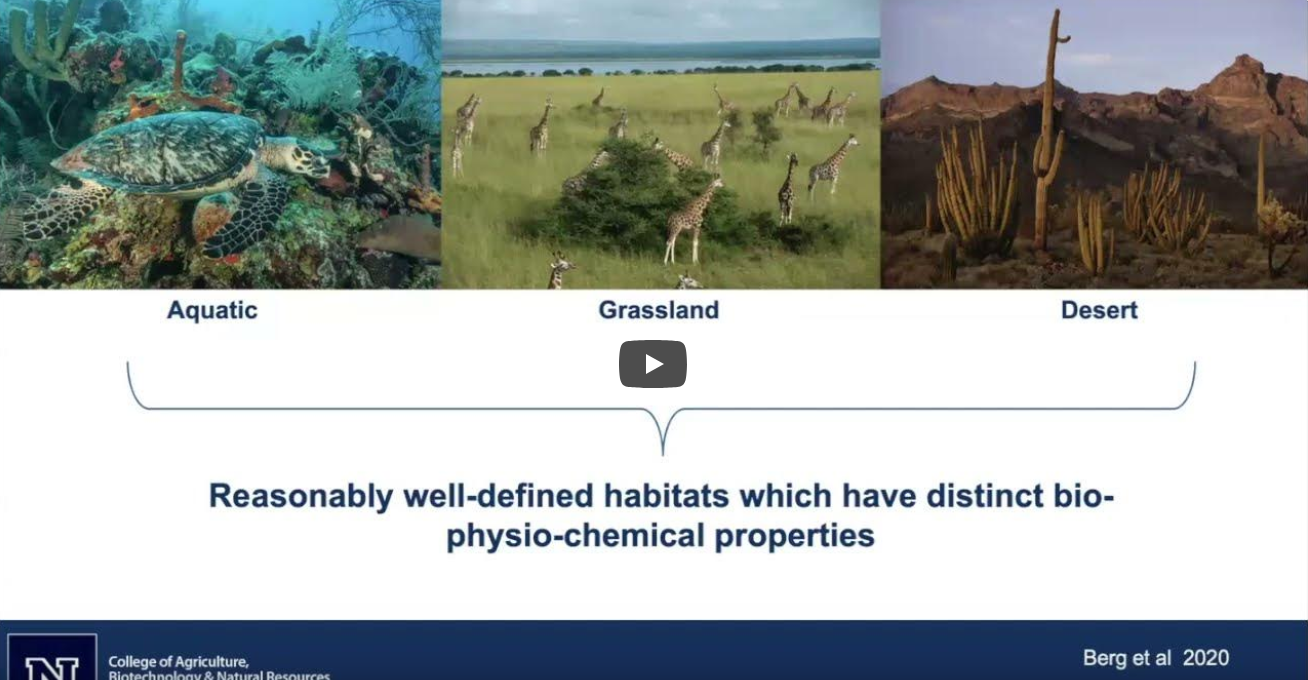 Aquatic
Grassland
Desert
Reasonably well-defined habitats which have distinct bio-
physio-chemical properties
N
College of Agriculture,
Biotechnology & Natural Resources
Berg et al 2020